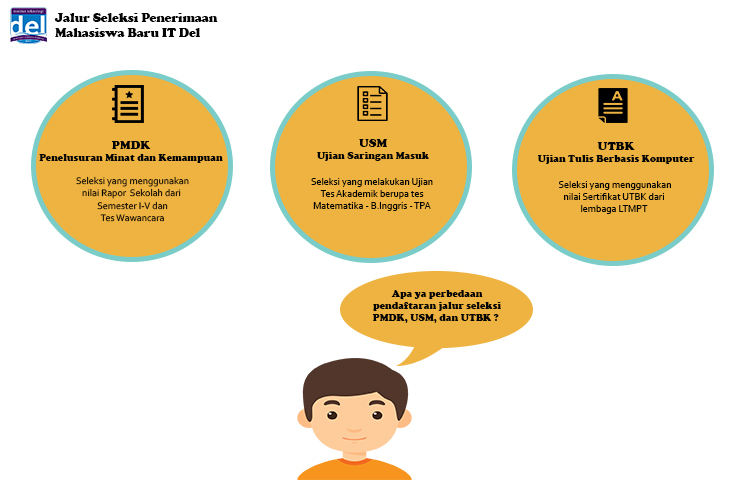 del
Jalur Seleksi Penerimaan
Mahasiswa Baru IT Del
PMDK
Penelusuran Minat dan Kemampuan
Seleksi yang menggunakan
nilai Rapor Sekolah dari
Semester I-V dan
Tes Wawancara
USM
Ujian Saringan Masuk
Seleksi yang melakukan Ujian
Tes Akademik berupa tes
Matematika - B.Inggris - TPA
A
UTBK
Ujian Tulis Berbasis Komputer
Seleksi yang menggunakan
nilai Sertifikat UTBK dari
lembaga LTMPT
Apa ya perbedaan
pendaftaran jalur seleksi
PMDK, USM, dan UTBK ?